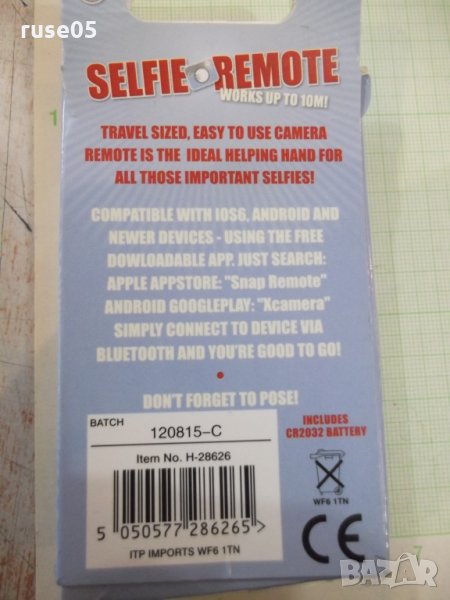 ruse05
SELFIE REMOTE
WORKS UP TO 10M!
TRAVEL SIZED, EASY TO USE CAMERA
REMOTE IS THE IDEAL HELPING HAND FOR
ALL THOSE IMPORTANT SELFIES!
COMPATIBLE WITH IOS6, ANDROID AND
NEWER DEVICES - USING THE FREE
DOWLOADABLE APP. JUST SEARCH:
APPLE APPSTORE: "Snap Remote"
ANDROID GOOGLEPLAY: "Xcamera"
SIMPLY CONNECT TO DEVICE VIA
BLUETOOTH AND YOU'RE GOOD TO GO!
•
DON'T FORGET TO POSE!
BATCH
120815-C
Item No. H-28626
5 050577 286265 >
ITP IMPORTS WF6 1TN
INCLUDES
CR2032 BATTERY
WF6 1TN
CE
BAZAR